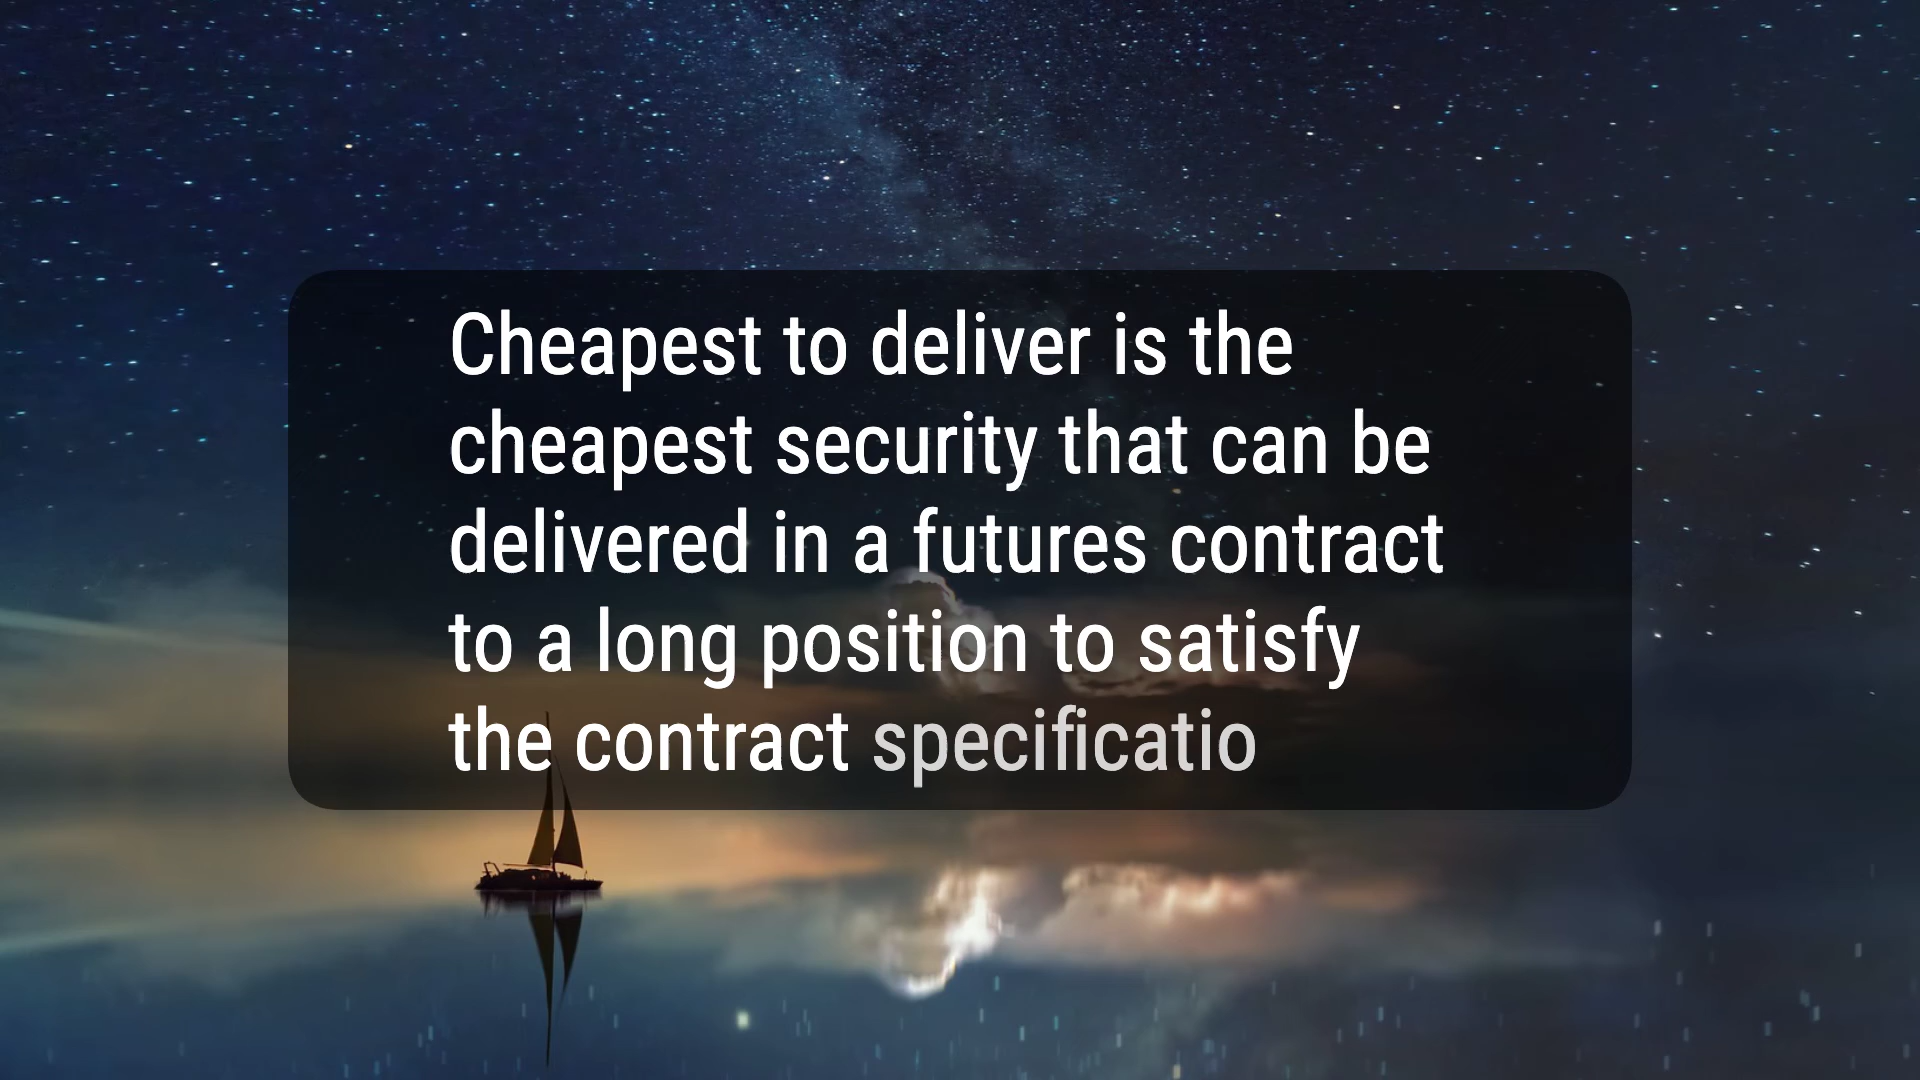 Cheapest to deliver is the
cheapest security that can be
delivered in a futures contract
to a long position to satisfy
the contract specificatio